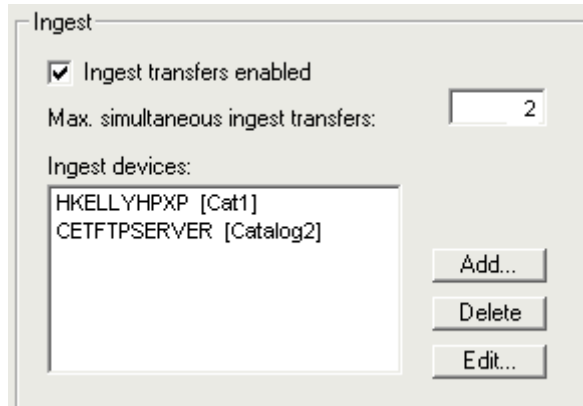 Ingest
Ingest transfers enabled
Max. simultaneous ingest transfers: 2
Ingest devices:
HKELLYHPXP [Cat1]
CETFTPSERVER [Catalog2]
Add...
Delete
Edit...